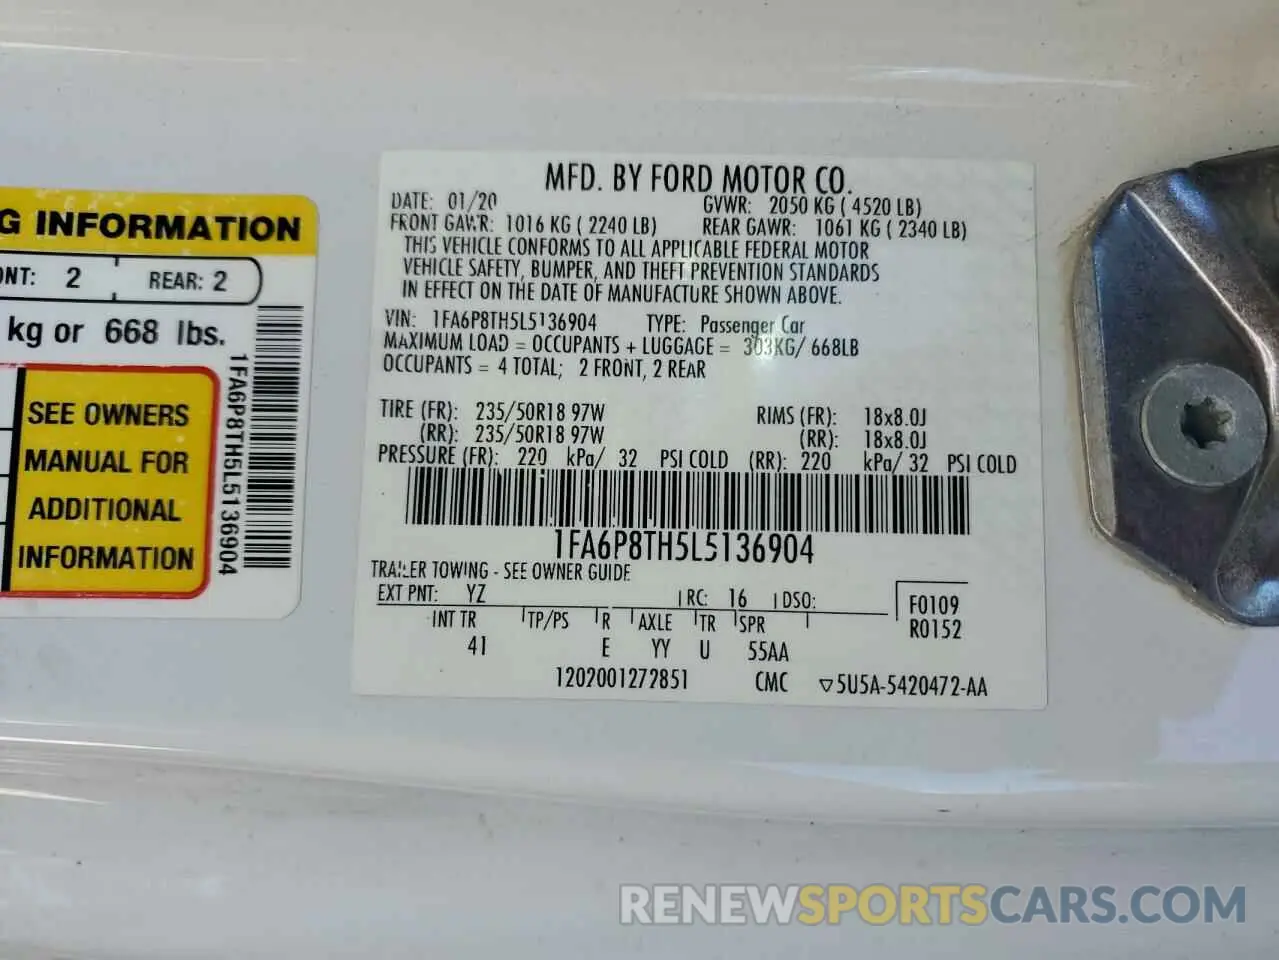 G INFORMATION
ONT: 2 REAR: 2
kg or 668 lbs.
SEE OWNERS
MANUAL FOR
ADDITIONAL
INFORMATION
1FA6P8TH5L5136904
MFD. BY FORD MOTOR CO.
DATE: 01/20 GVWR: 2050 KG ( 4520 LB)
FRONT GAWR: 1016 KG ( 2240 LB) REAR GAWR: 1061 KG ( 2340 LB)
THIS VEHICLE CONFORMS TO ALL APPLICABLE FEDERAL MOTOR
VEHICLE SAFETY, BUMPER, AND THEFT PREVENTION STANDARDS
IN EFFECT ON THE DATE OF MANUFACTURE SHOWN ABOVE.
VIN: 1FA6P8TH5L5136904 TYPE: Passenger Car
MAXIMUM LOAD = OCCUPANTS + LUGGAGE = 303KG/ 668LB
OCCUPANTS = 4 TOTAL; 2 FRONT, 2 REAR
TIRE (FR): 235/50R18 97W RIMS (FR): 18x8.0J
(RR): 235/50R18 97W (RR): 18x8.0J
PRESSURE (FR): 220 kPa/ 32 PSI COLD (RR): 220 kPa/ 32 PSI COLD
1FA6P8TH5L5136904
TRAILER TOWING - SEE OWNER GUIDE
EXT PNT: YZ RC: 16 DSO: F0109
R0152
INT TR TP/PS R AXLE TR SPR
41 E YY U 55AA
1202001272851 CMC ▽5U5A-5420472-AA
RENEWSPORTSCARS.COM